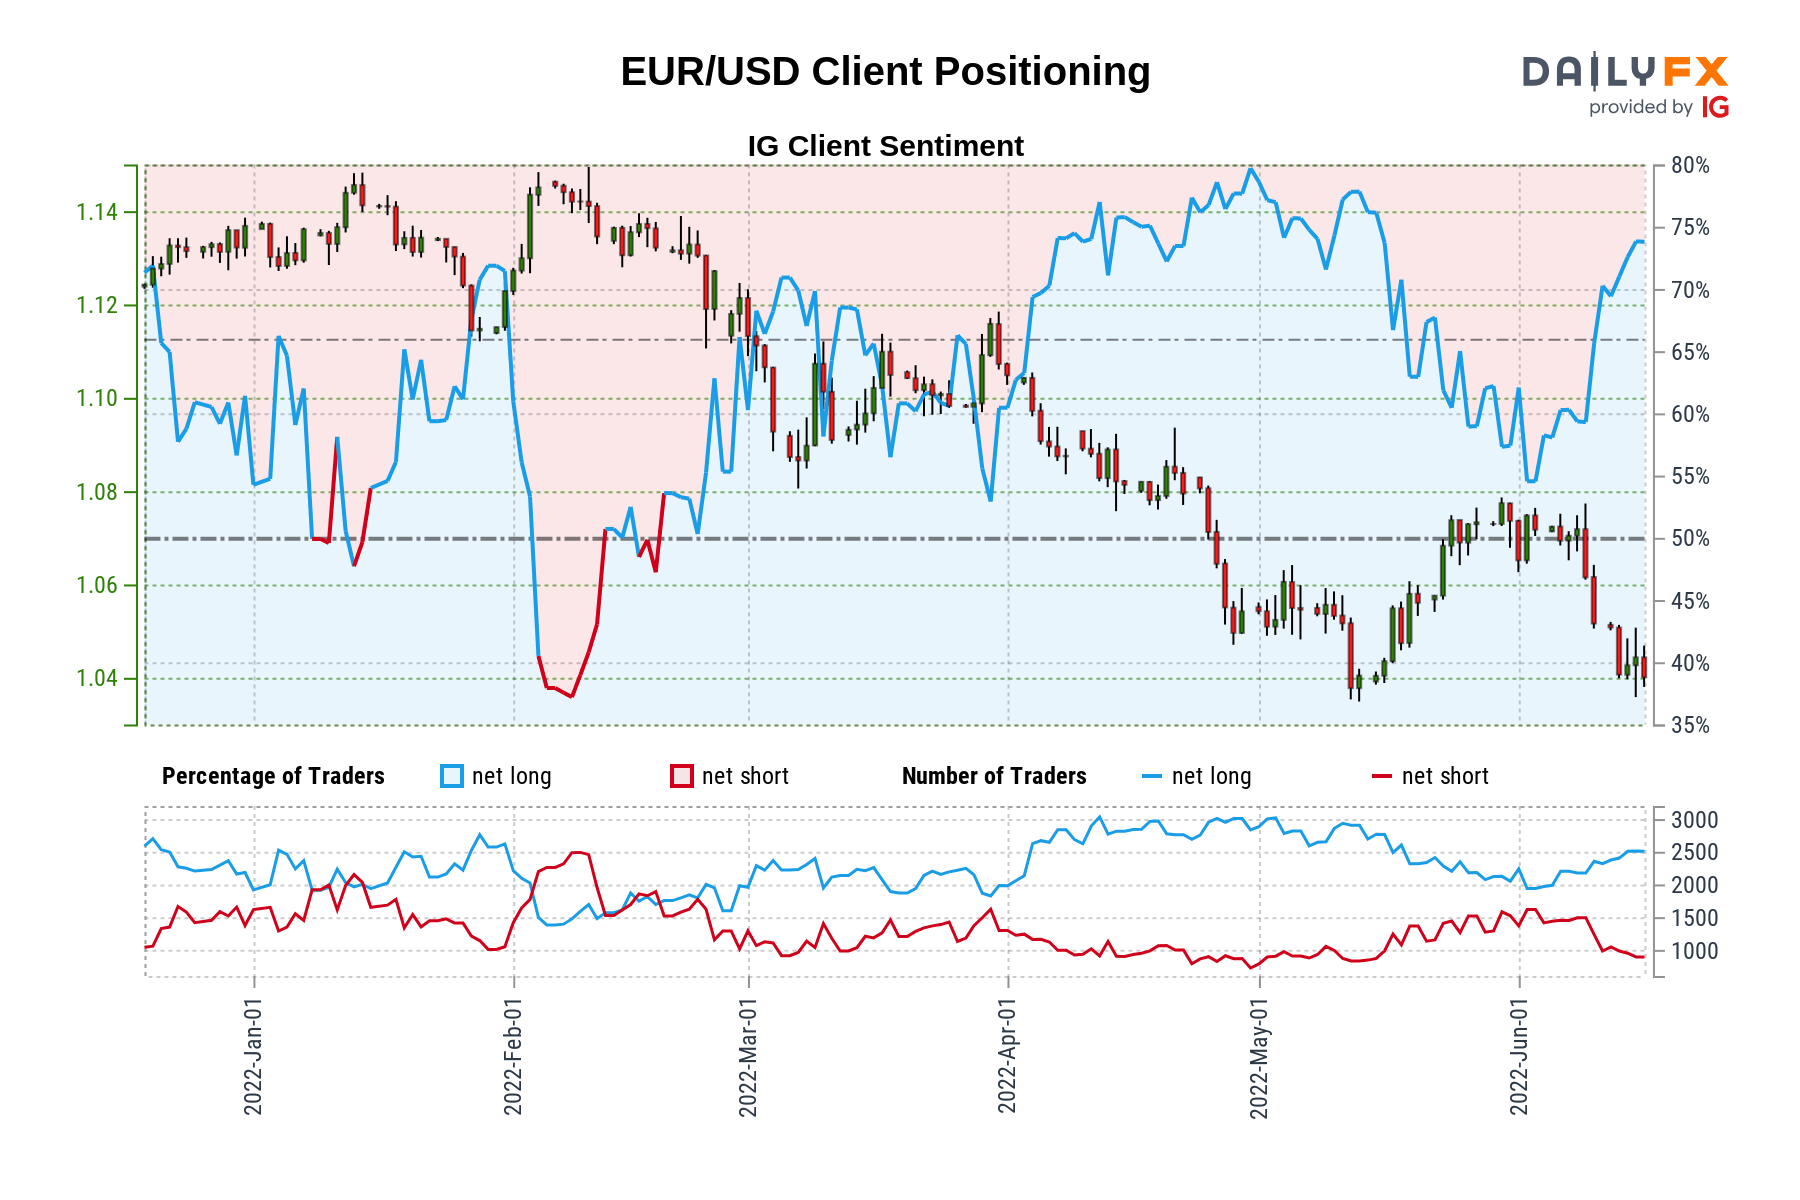 EUR/USD Client Positioning
DAILYFX
provided by IG
IG Client Sentiment
80%
1.14
75%
70%
1.12
65%
1.10
60%
55%
1.08
50%
1.06
45%
40%
1.04
35%
Percentage of Traders net long net short Number of Traders net long net short
3000
2500
2000
1500
1000
2022-Jan-01
2022-Feb-01
2022-Mar-01
2022-Apr-01
2022-May-01
2022-Jun-01